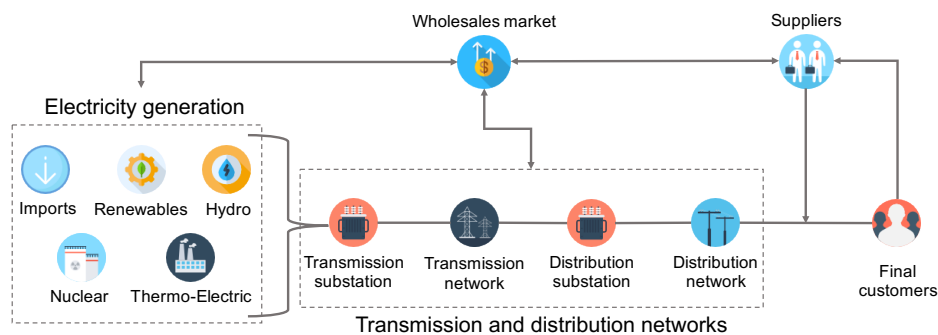 Wholesales market
Suppliers
Electricity generation
Imports
Renewables
Hydro
Nuclear
Thermo-Electric
Transmission
substation
Transmission
network
Distribution
substation
Distribution
network
Final
customers
Transmission and distribution networks
$